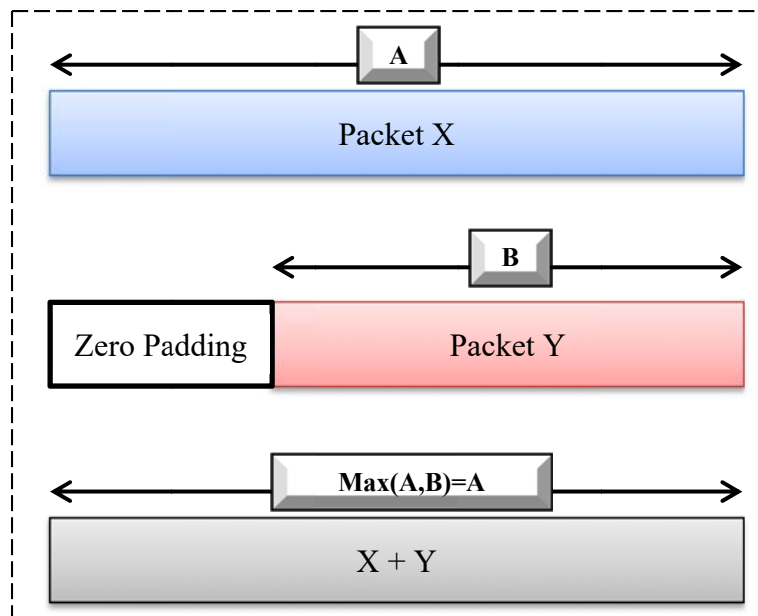 A
Packet X
B
Zero Padding
Packet Y
Max(A,B)=A
X + Y